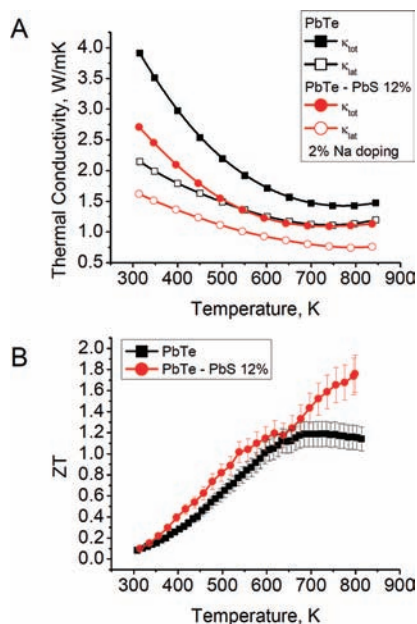 A
Thermal Conductivity, W/mK
4.0
3.5
3.0
2.5
2.0
1.5
1.0
0.5
PbTe
κtot
κlat
PbTe - PbS 12%
κtot
κlat
2% Na doping
300 400 500 600 700 800 900
Temperature, K
B
ZT
2.0
1.8
1.6
1.4
1.2
1.0
0.8
0.6
0.4
0.2
0.0
PbTe
PbTe - PbS 12%
300 400 500 600 700 800 900
Temperature, K